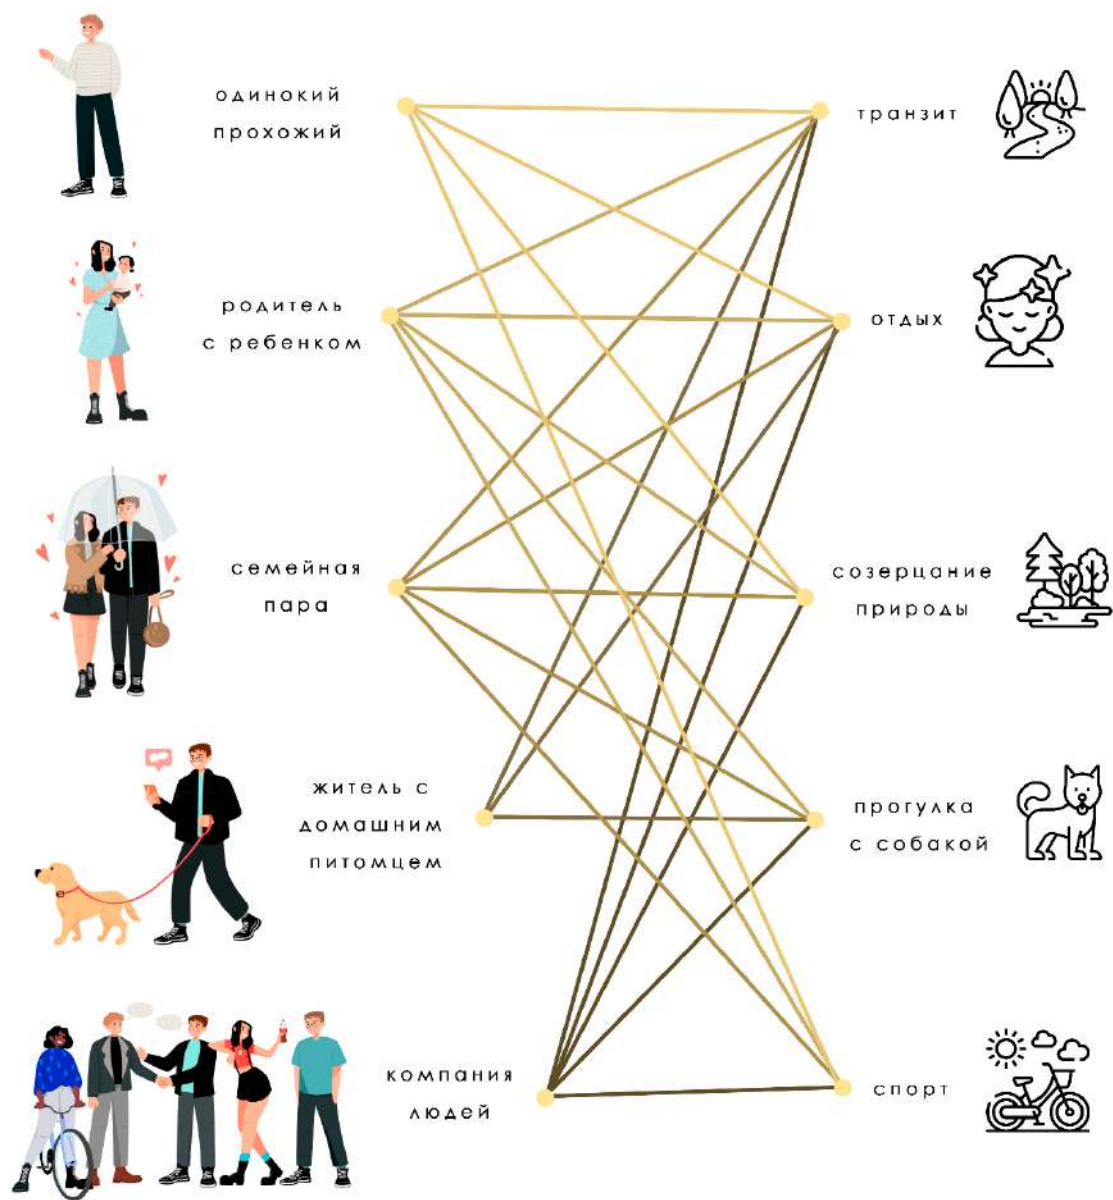 одинокий
прохожий
транзит
родитель
с ребенком
отдых
семейная
пара
созерцание
природы
житель с
домашним
питомцем
прогулка
с собакой
компания
людей
спорт